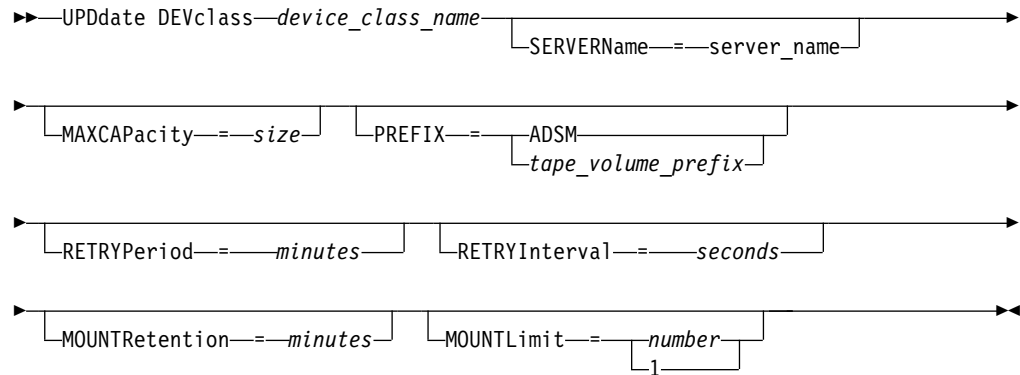 UPDdate DEVclass device_class_name
SERVERName = server_name
MAXCAPacity = size PREFIX = ADSM
tape_volume_prefix
RETRYPeriod = minutes RETRYInterval = seconds
MOUNTRetention = minutes MOUNTLimit = number
1